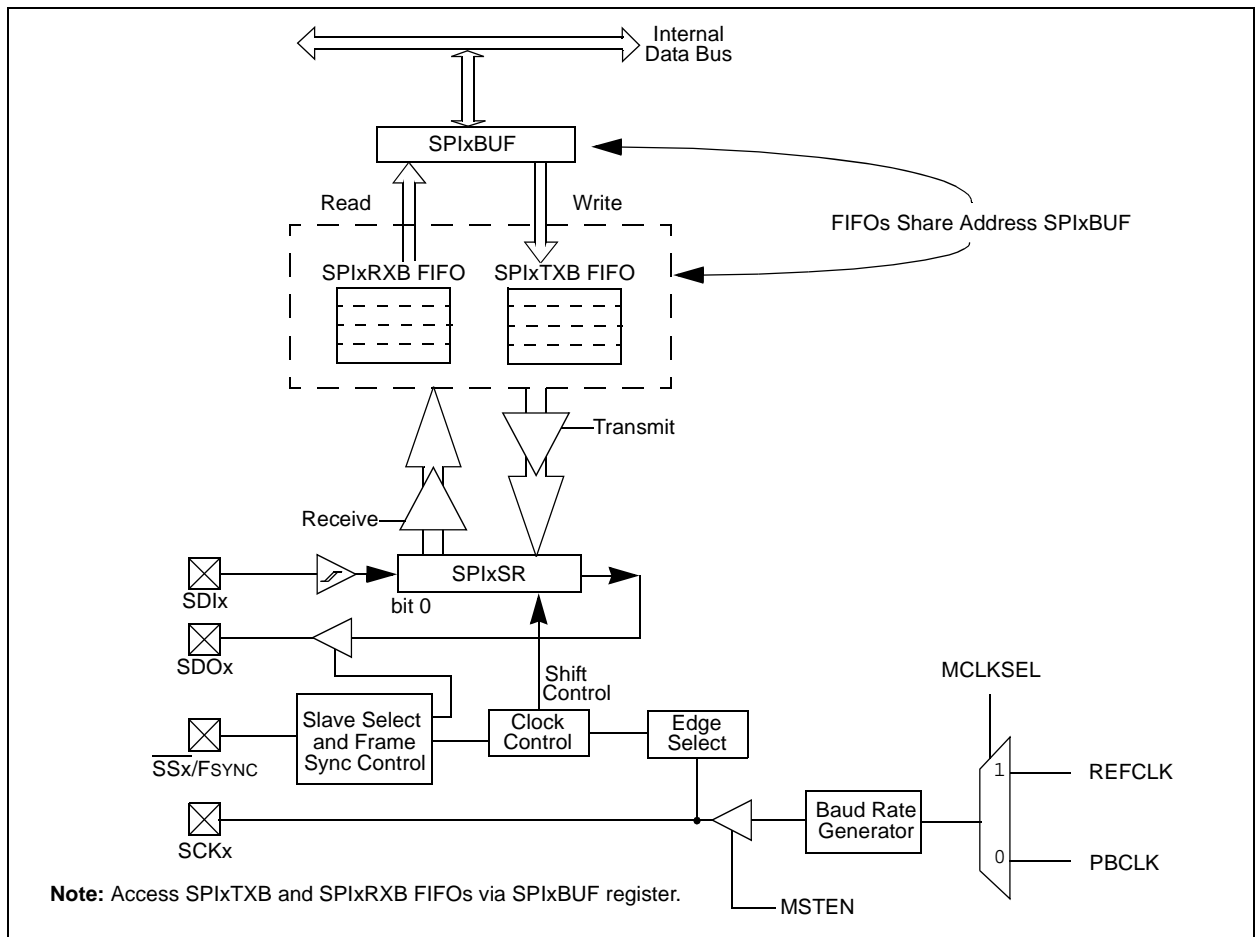 Internal
Data Bus
SPIxBUF
Read
Write
FIFOs Share Address SPIxBUF
SPIxRXB FIFO
SPIxTXB FIFO
Transmit
Receive
SPIxSR
SDIx
bit 0
SDOx
Shift
Control
MCLKSEL
Slave Select
and Frame
Sync Control
Clock
Control
Edge
Select
SSx/FSYNC
1
REFCLK
Baud Rate
Generator
SCKx
0
PBCLK
Note: Access SPIxTXB and SPIxRXB FIFOs via SPIxBUF register.
MSTEN